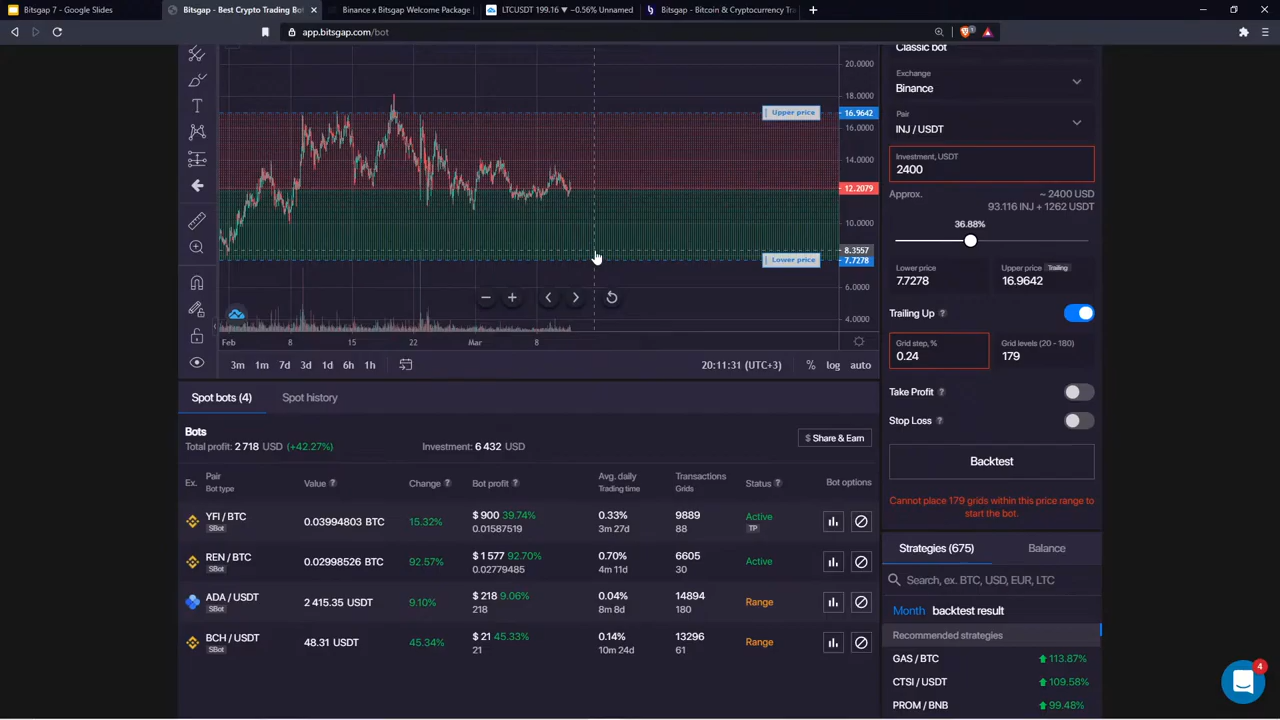 Bitsgap 7 - Google Slides
Bitsgap - Best Crypto Trading Bo
Binance x Bitsgap Welcome Package
LTCUSDT 199.16 ▼ −0.56% Unnamed
Bitsgap - Bitcoin & Cryptocurrency Tra
app.bitsgap.com/bot
1
20.0000
18.0000
Upper price
16.9642
16.0000
14.0000
12.2079
10.0000
8.3557
Lower price
7.7278
6.0000
4.0000
Feb 8 15 22 Mar 8
3m 1m 7d 3d 1d 6h 1h
20:11:31 (UTC+3) % log auto
Classic bot
Exchange
Binance
Pair
INJ / USDT
Investment, USDT
2400
Approx. ~ 2400 USD
93.116 INJ + 1262 USDT
36.88%
Lower price Upper price Trailing
7.7278 16.9642
Trailing Up ?
Grid step, % Grid levels (20 - 180)
0.24 179
Take Profit ?
Stop Loss ?
Backtest
Cannot place 179 grids within this price range to
start the bot.
Spot bots (4) Spot history
Bots
Total profit: 2 718 USD (+42.27%) Investment: 6 432 USD
$ Share & Earn
Ex. Pair Value ? Change ? Bot profit ? Avg. daily Transactions Status ? Bot options
Bot type Trading time Grids
YFI / BTC 0.03994803 BTC 15.32% $ 900 39.74% 0.33% 9889 Active
SBot 0.01587519 3m 27d 88 TP
REN / BTC 0.02998526 BTC 92.57% $ 1 577 92.70% 0.70% 6605 Active
SBot 0.02779485 4m 11d 30
ADA / USDT 2 415.35 USDT 9.10% $ 218 9.06% 0.04% 14894 Range
SBot 218 8m 8d 180
BCH / USDT 48.31 USDT 45.34% $ 21 45.33% 0.14% 13296 Range
SBot 21 10m 24d 61
Strategies (675) Balance
Search, ex. BTC, USD, EUR, LTC
Month backtest result
Recommended strategies
GAS / BTC 113.87%
CTSI / USDT 109.58%
PROM / BNB 99.48%
4